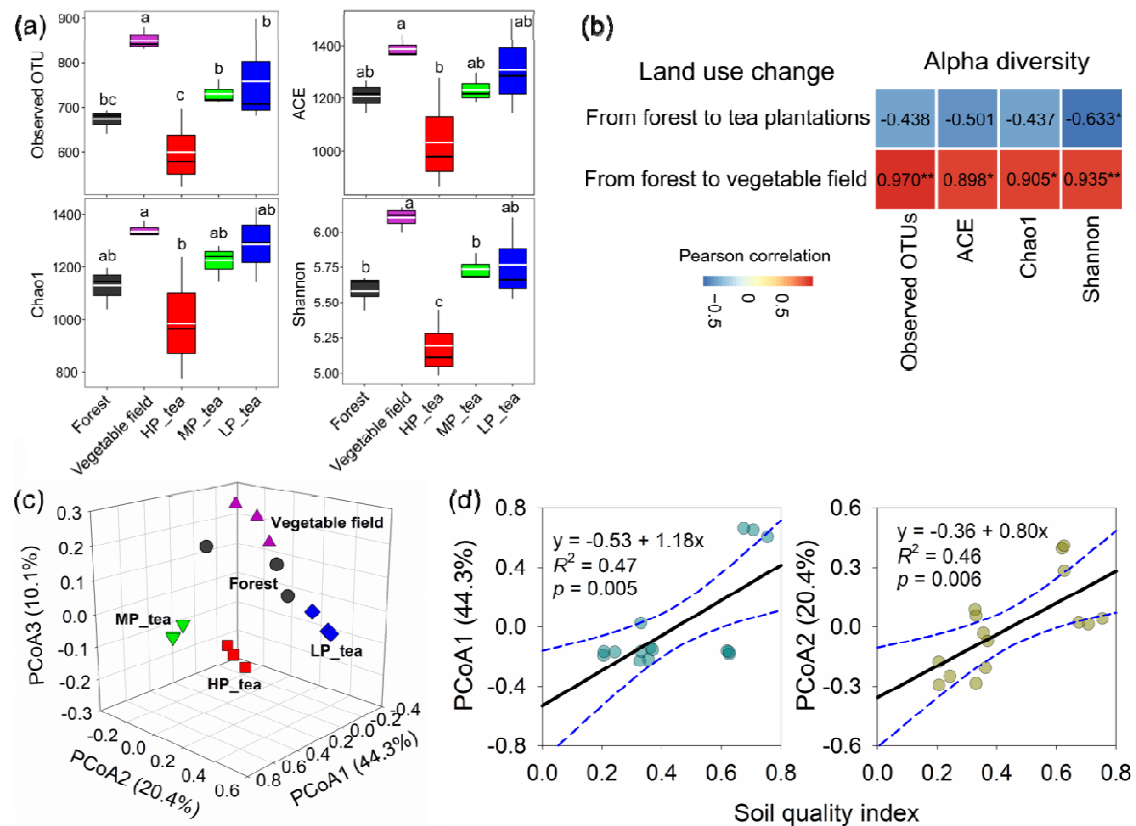 (a)
900
800
700
600
Observed OTU
bc
a
c
b
b
1400
1200
1000
ACE
ab
a
b
ab
ab
1400
1200
1000
800
Chao1
ab
a
b
ab
ab
6.00
5.75
5.50
5.25
5.00
Shannon
b
a
c
b
ab
Forest
Vegetable field
HP_tea
MP_tea
LP_tea
Forest
Vegetable field
HP_tea
MP_tea
LP_tea
(b)
Land use change
Alpha diversity
From forest to tea plantations
-0.438
-0.501
-0.437
-0.633*
From forest to vegetable field
0.970**
0.898*
0.905*
0.935**
Observed OTUs
ACE
Chao1
Shannon
Pearson correlation
-0.5
0
0.5
(c)
0.3
0.2
0.1
0.0
-0.1
-0.2
-0.3
PCoA3 (10.1%)
Vegetable field
Forest
MP_tea
LP_tea
HP_tea
-0.2
0.0
0.2
0.4
0.6
PCoA2 (20.4%)
0.8
0.6
0.4
0.2
0.0
-0.2
-0.4
PCoA1 (44.3%)
(d)
0.8
0.4
0.0
-0.4
-0.8
PCoA1 (44.3%)
y = -0.53 + 1.18x
R² = 0.47
p = 0.005
0.0 0.2 0.4 0.6 0.8
0.6
0.3
0.0
-0.3
-0.6
PCoA2 (20.4%)
y = -0.36 + 0.80x
R² = 0.46
p = 0.006
0.0 0.2 0.4 0.6 0.8
Soil quality index